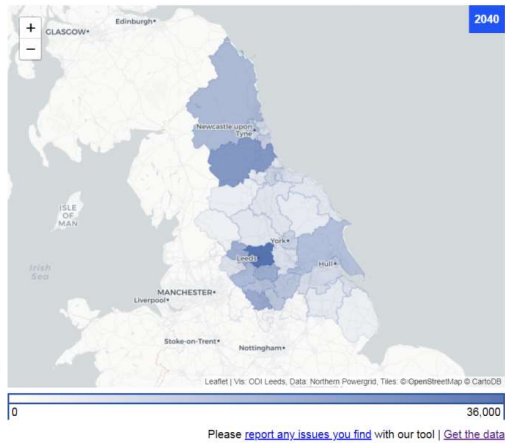 2040
+
−
GLASGOW
Edinburgh
Newcastle upon
Tyne
ISLE
OF
MAN
York
Leeds
Hull
Irish
Sea
MANCHESTER
Liverpool
Stoke-on-Trent
Nottingham
Leaflet | Vis: ODI Leeds, Data: Northern Powergrid, Tiles: © OpenStreetMap © CartoDB
0 36,000
Please report any issues you find with our tool | Get the data